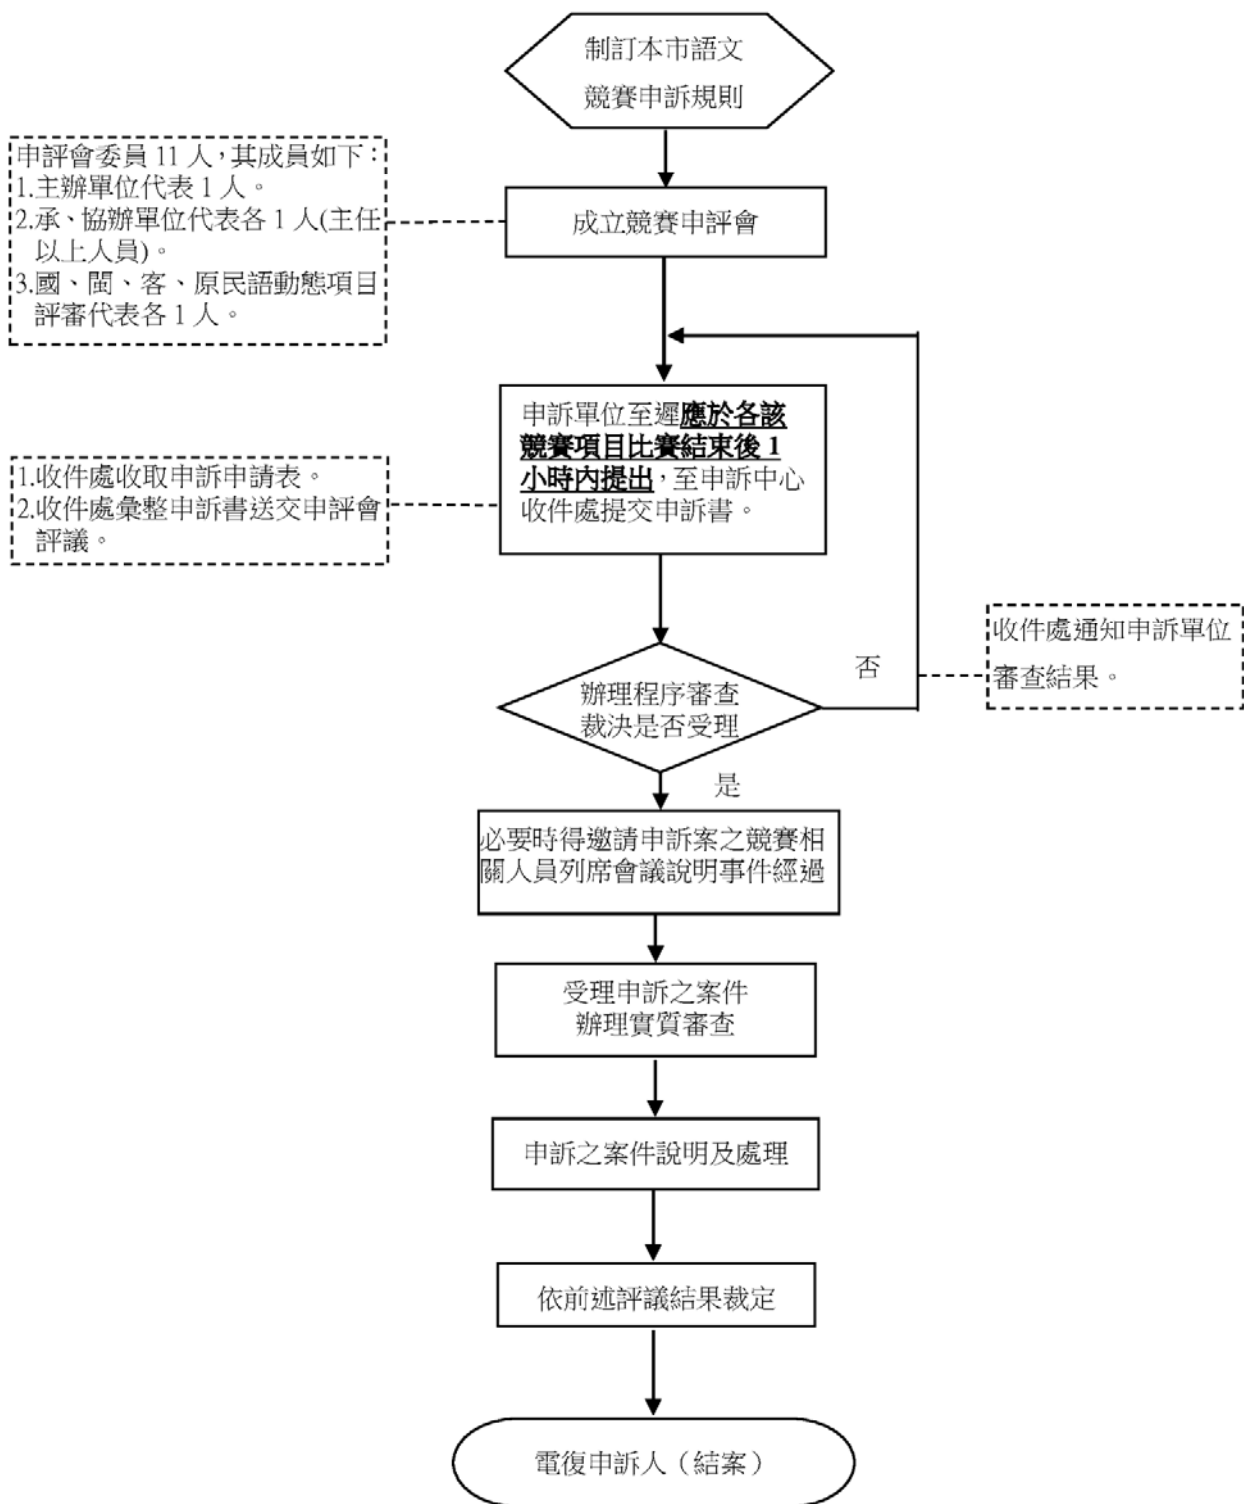 制訂本市語文
競賽申訴規則
申評會委員 11 人，其成員如下：
1.主辦單位代表 1 人。
2.承、協辦單位代表各 1 人(主任
以上人員)。
3.國、閩、客、原民語動態項目
評審代表各 1 人。
成立競賽申評會
申訴單位至遲應於各該
競賽項目比賽結束後 1
小時內提出，至申訴中心
收件處提交申訴書。
1.收件處收取申訴申請表。
2.收件處彙整申訴書送交申評會
評議。
收件處通知申訴單位
審查結果。
否
辦理程序審查
裁決是否受理
是
必要時得邀請申訴案之競賽相
關人員列席會議說明事件經過
受理申訴之案件
辦理實質審查
申訴之案件說明及處理
依前述評議結果裁定
電復申訴人（結案）